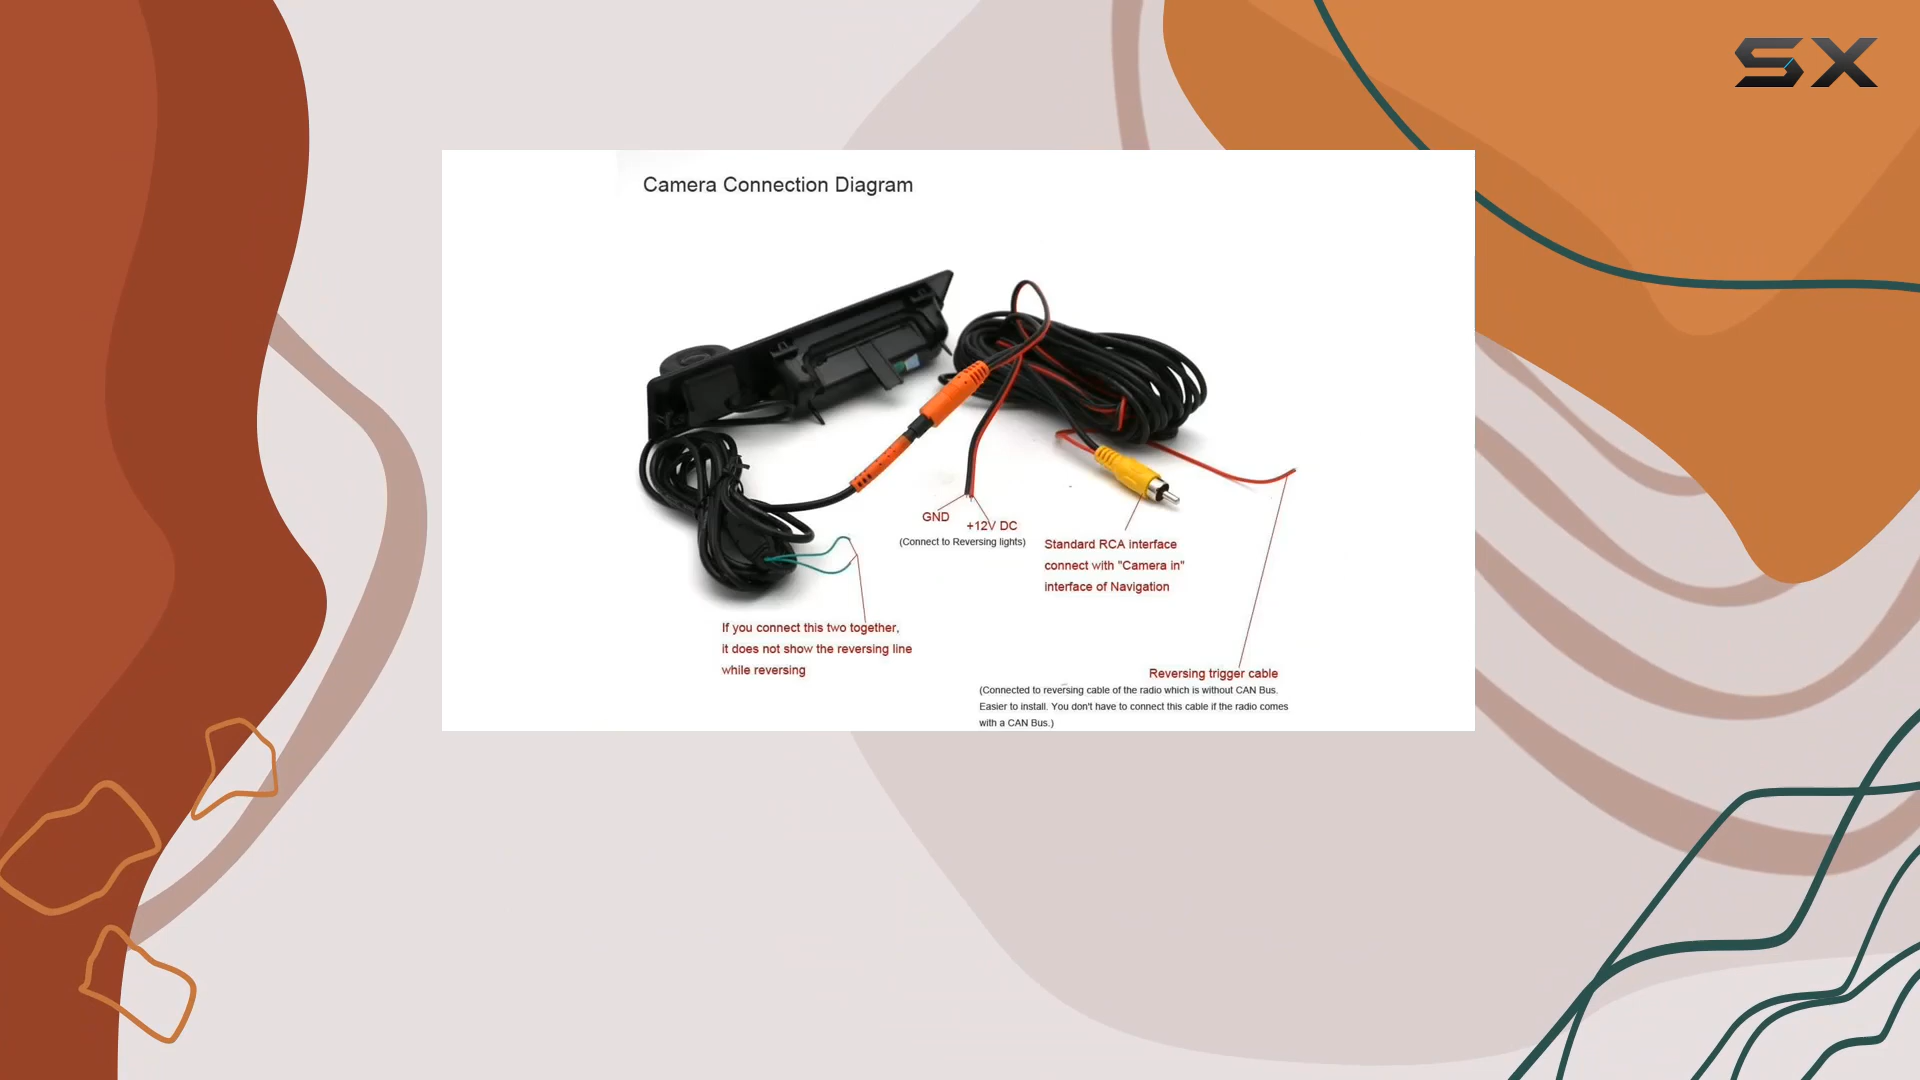 SX
Camera Connection Diagram
GND
+12V DC
(Connect to Reversing lights)
Standard RCA interface
connect with "Camera in"
interface of Navigation
If you connect this two together,
it does not show the reversing line
while reversing
Reversing trigger cable
(Connected to reversing cable of the radio which is without CAN Bus.
Easier to install. You don't have to connect this cable if the radio comes
with a CAN Bus.)